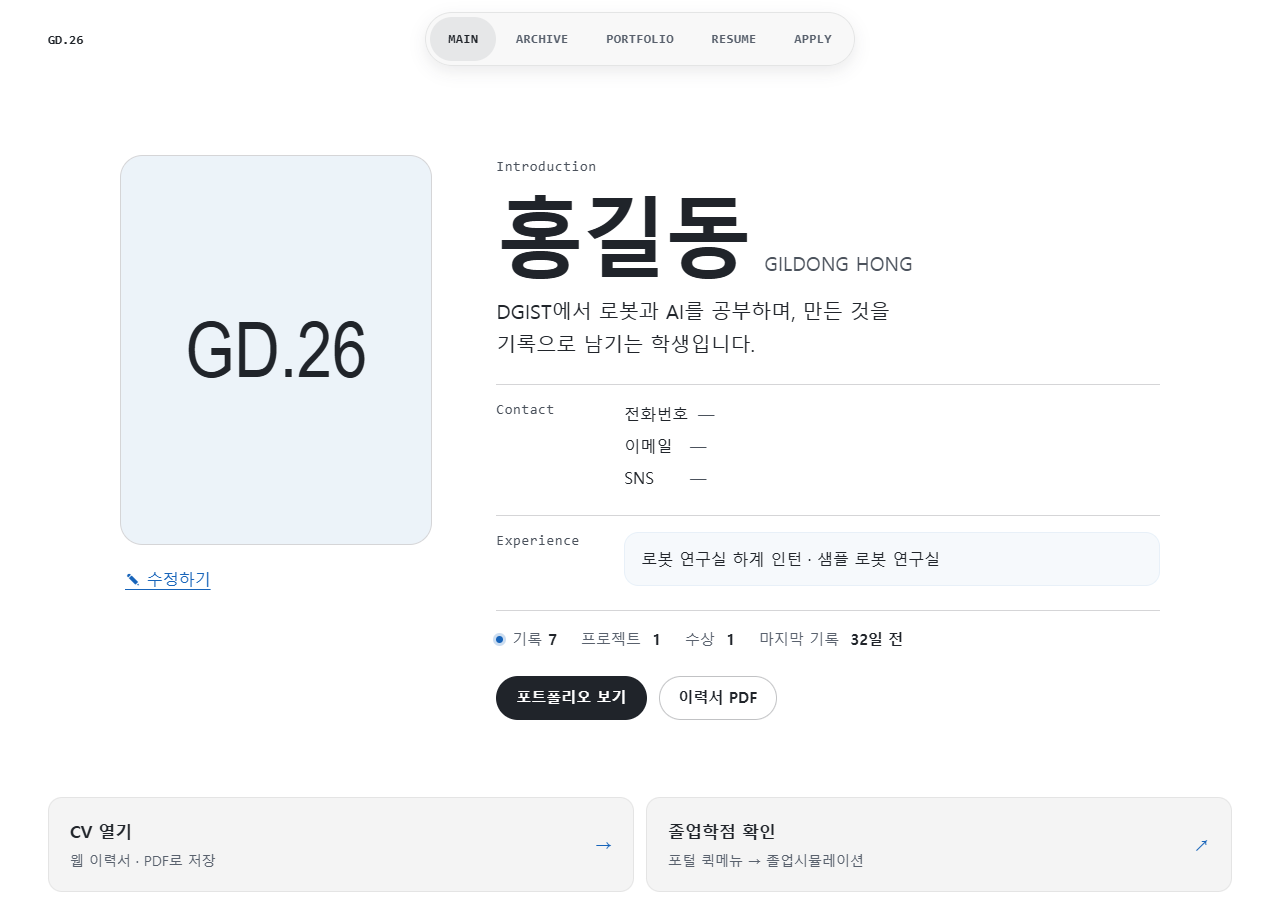 GD.26
MAIN ARCHIVE PORTFOLIO RESUME APPLY
GD.26
수정하기
Introduction
홍길동 GILDONG HONG
DGIST에서 로봇과 AI를 공부하며, 만든 것을
기록으로 남기는 학생입니다.
Contact
전화번호 —
이메일 —
SNS —
Experience
로봇 연구실 하계 인턴 · 샘플 로봇 연구실
기록 7 프로젝트 1 수상 1 마지막 기록 32일 전
포트폴리오 보기 이력서 PDF
CV 열기
웹 이력서 · PDF로 저장
→
졸업학점 확인
포털 퀵메뉴 → 졸업시뮬레이션
↗